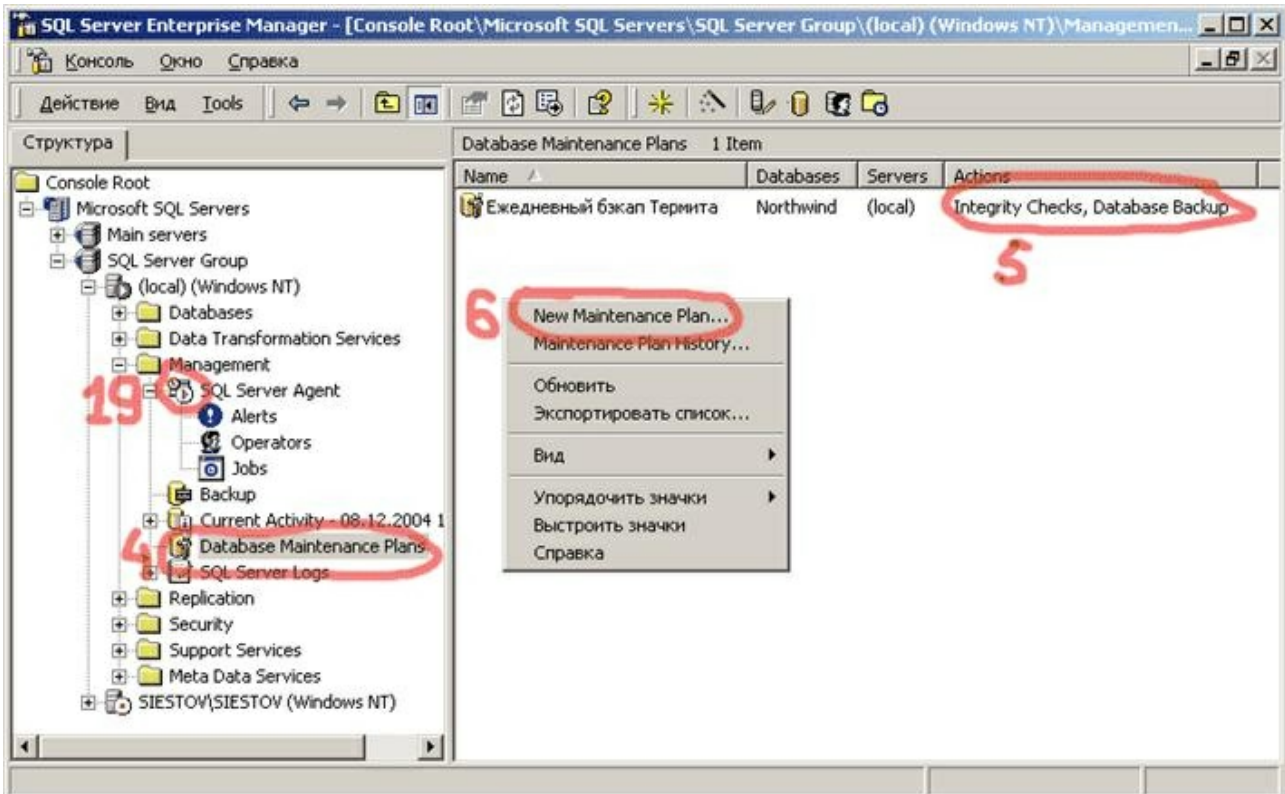 SQL Server Enterprise Manager - [Console Root\Microsoft SQL Servers\SQL Server Group\(local) (Windows NT)\Managemen...
Консоль Окно Справка
Действие Вид Tools
Структура
Database Maintenance Plans 1 Item
Name Databases Servers Actions
Console Root
Microsoft SQL Servers
Main servers
SQL Server Group
(local) (Windows NT)
Databases
Data Transformation Services
Management
19
SQL Server Agent
Alerts
Operators
Jobs
Backup
Current Activity - 08.12.2004 1
4
Database Maintenance Plans
SQL Server Logs
Replication
Security
Support Services
Meta Data Services
SIESTOV\SIESTOV (Windows NT)
Ежедневный бэкап Термита Northwind (local) Integrity Checks, Database Backup
5
6
New Maintenance Plan...
Maintenance Plan History...
Обновить
Экспортировать список...
Вид
Упорядочить значки
Выстроить значки
Справка